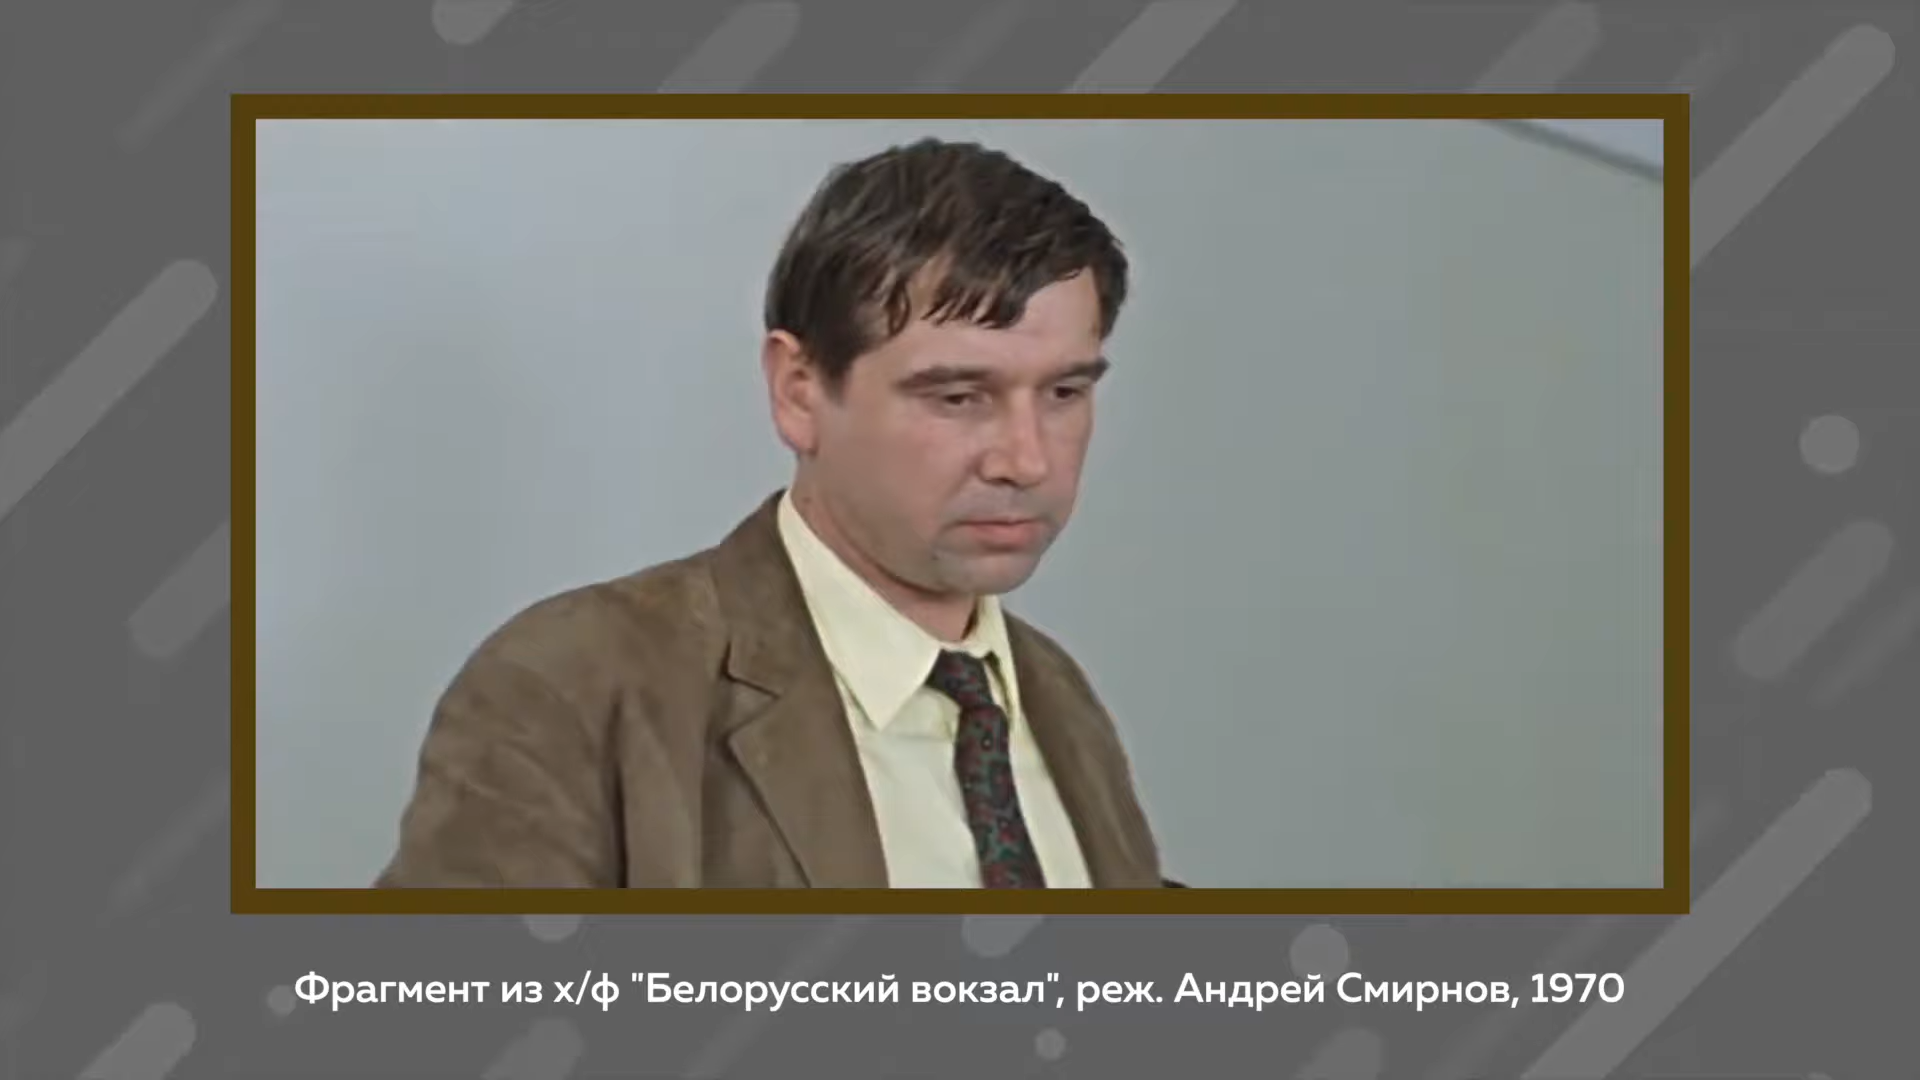 Фрагмент из х/ф "Белорусский вокзал", реж. Андрей Смирнов, 1970